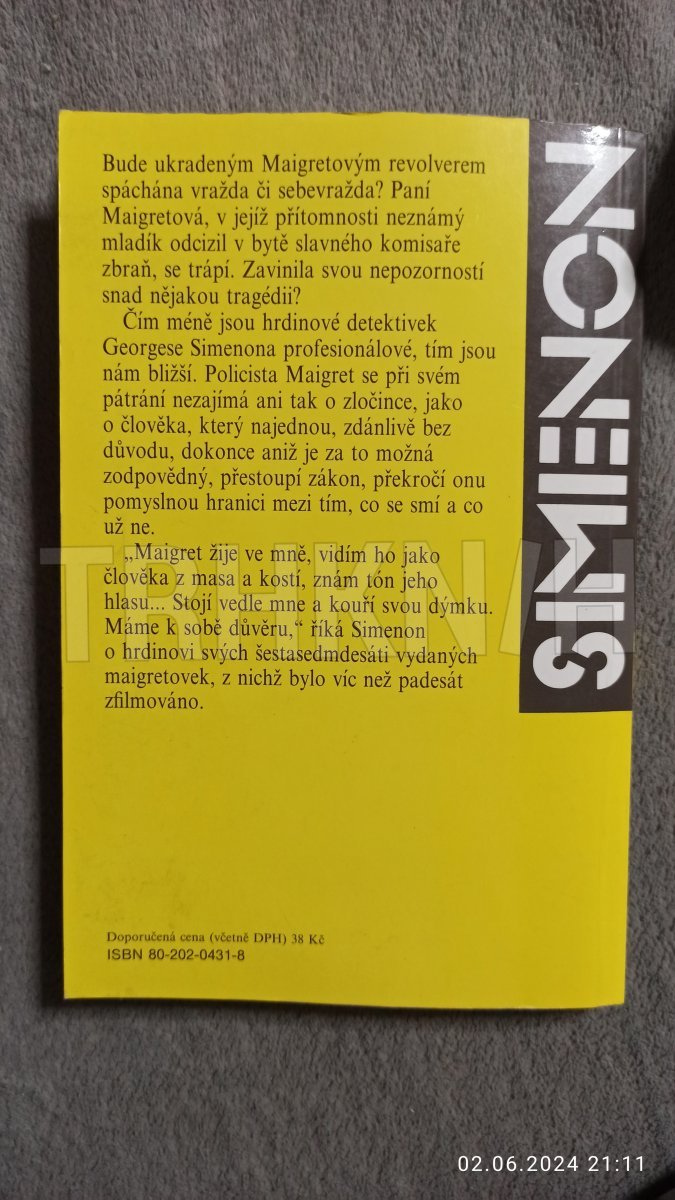 Bude ukradeným Maigretovým revolverem
spáchána vražda či sebevražda? Paní
Maigretová, v jejíž přítomnosti neznámý
mladík odcizil v bytě slavného komisaře
zbraň, se trápí. Zavinila svou nepozorností
snad nějakou tragédii?
Čím méně jsou hrdinové detektivek
Georgese Simenona profesionálové, tím jsou
nám bližší. Policista Maigret se při svém
pátrání nezajímá ani tak o zločince, jako
o člověka, který najednou, zdánlivě bez
důvodu, dokonce aniž je za to možná
zodpovědný, přestoupí zákon, překročí onu
pomyslnou hranici mezi tím, co se smí a co
už ne.
„Maigret žije ve mně, vidím ho jako
člověka z masa a kostí, znám tón jeho
hlasu... Stojí vedle mne a kouří svou dýmku.
Máme k sobě důvěru,“ říká Simenon
o hrdinovi svých šestasedmdesáti vydaných
maigretovek, z nichž bylo víc než padesát
zfilmováno.
Doporučená cena (včetně DPH) 38 Kč
ISBN 80-202-0431-8
SIMENON
TRHKNIH
02.06.2024 21:11